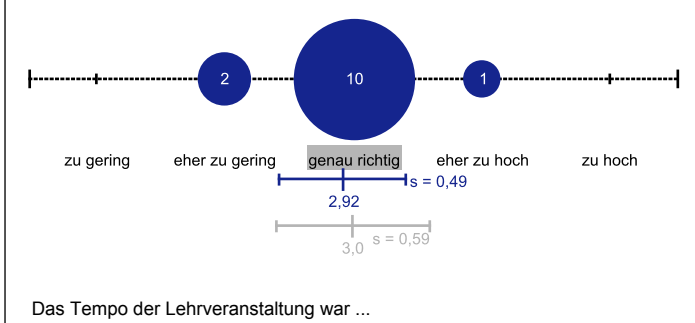 2 10 1
zu gering eher zu gering genau richtig eher zu hoch zu hoch
s = 0,49
2,92
s = 0,59
3,0
Das Tempo der Lehrveranstaltung war ...